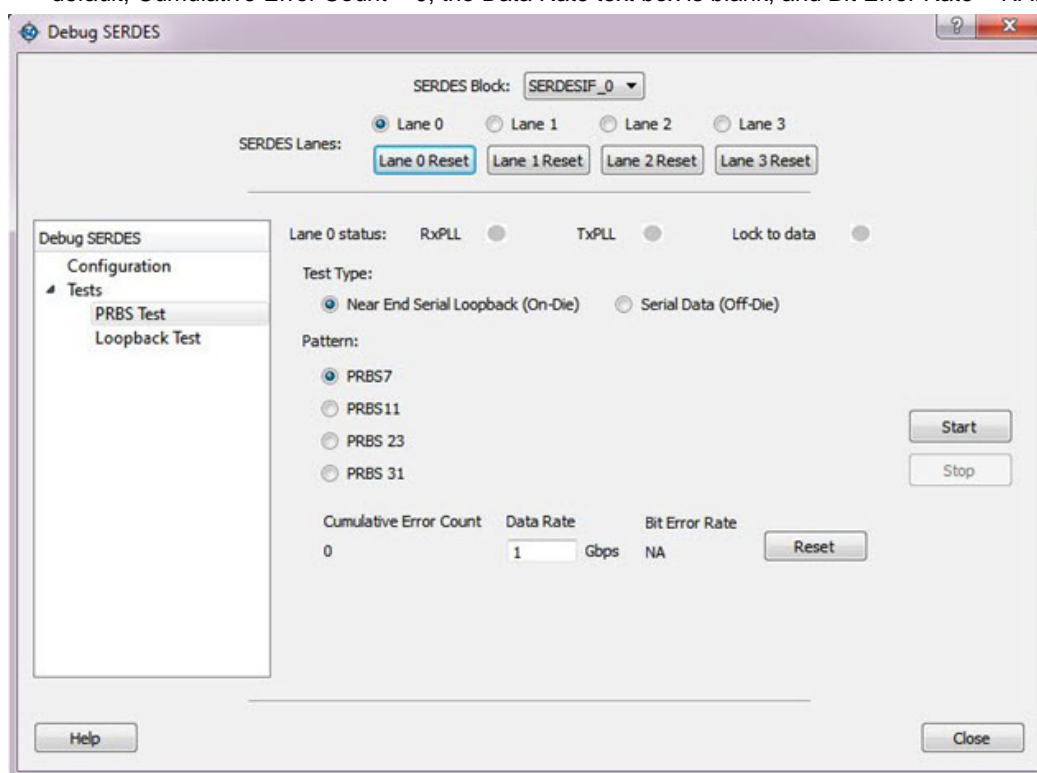 default, Cumulative Error Count = 0, the Data Rate text box is blank, and Bit Error Rate = NA.
Debug SERDES
SERDES Block: SERDESIF_0
Lane 0 Lane 1 Lane 2 Lane 3
SERDES Lanes:
Lane 0 Reset Lane 1 Reset Lane 2 Reset Lane 3 Reset
Debug SERDES
Configuration
Tests
PRBS Test
Loopback Test
Lane 0 status: RxPLL TxPLL Lock to data
Test Type:
Near End Serial Loopback (On-Die) Serial Data (Off-Die)
Pattern:
PRBS7
PRBS11
PRBS 23
PRBS 31
Start
Stop
Cumulative Error Count Data Rate Bit Error Rate
0 1 Gbps NA Reset
Help Close